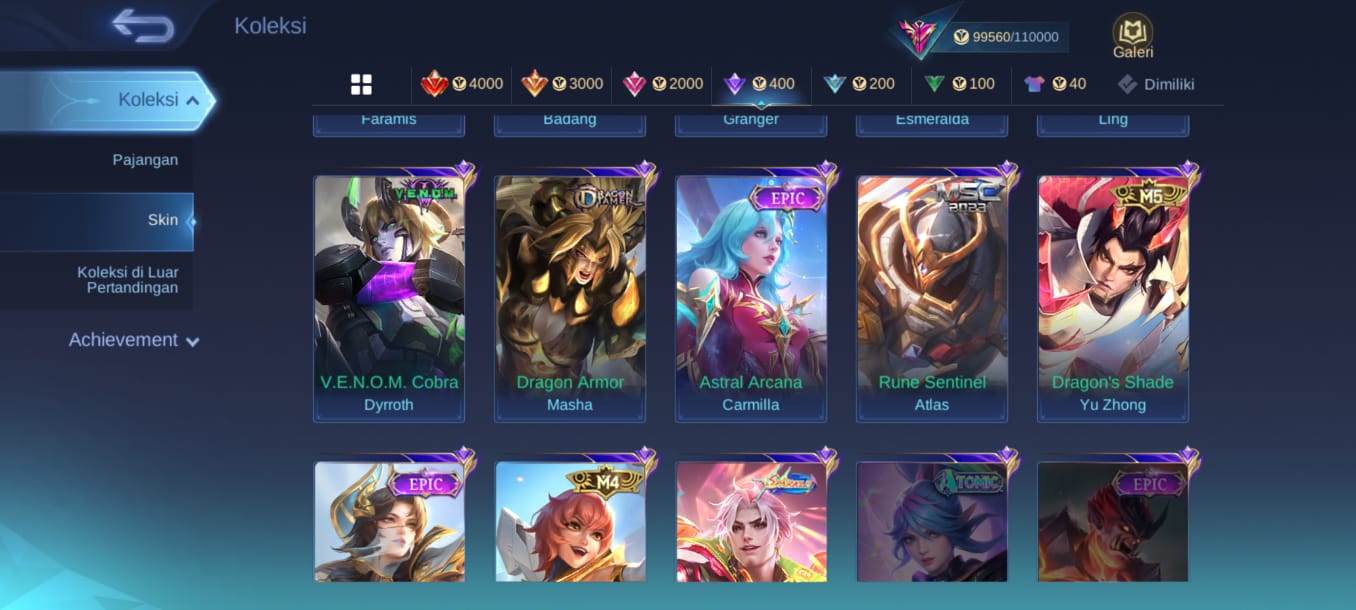 Koleksi
99560/110000
Galeri
4000
3000
2000
400
200
100
40
Dimiliki
Koleksi
Pajangan
Skin
Koleksi di Luar
Pertandingan
Achievement
Faramis
Badang
Granger
Esmeralda
Ling
V.E.N.O.M.
DRAGON
TAMER
EPIC
MSC
2023
M5
V.E.N.O.M. Cobra
Dragon Armor
Astral Arcana
Rune Sentinel
Dragon's Shade
Dyrroth
Masha
Carmilla
Atlas
Yu Zhong
EPIC
M4
SPARKLE
ATOMIC
EPIC